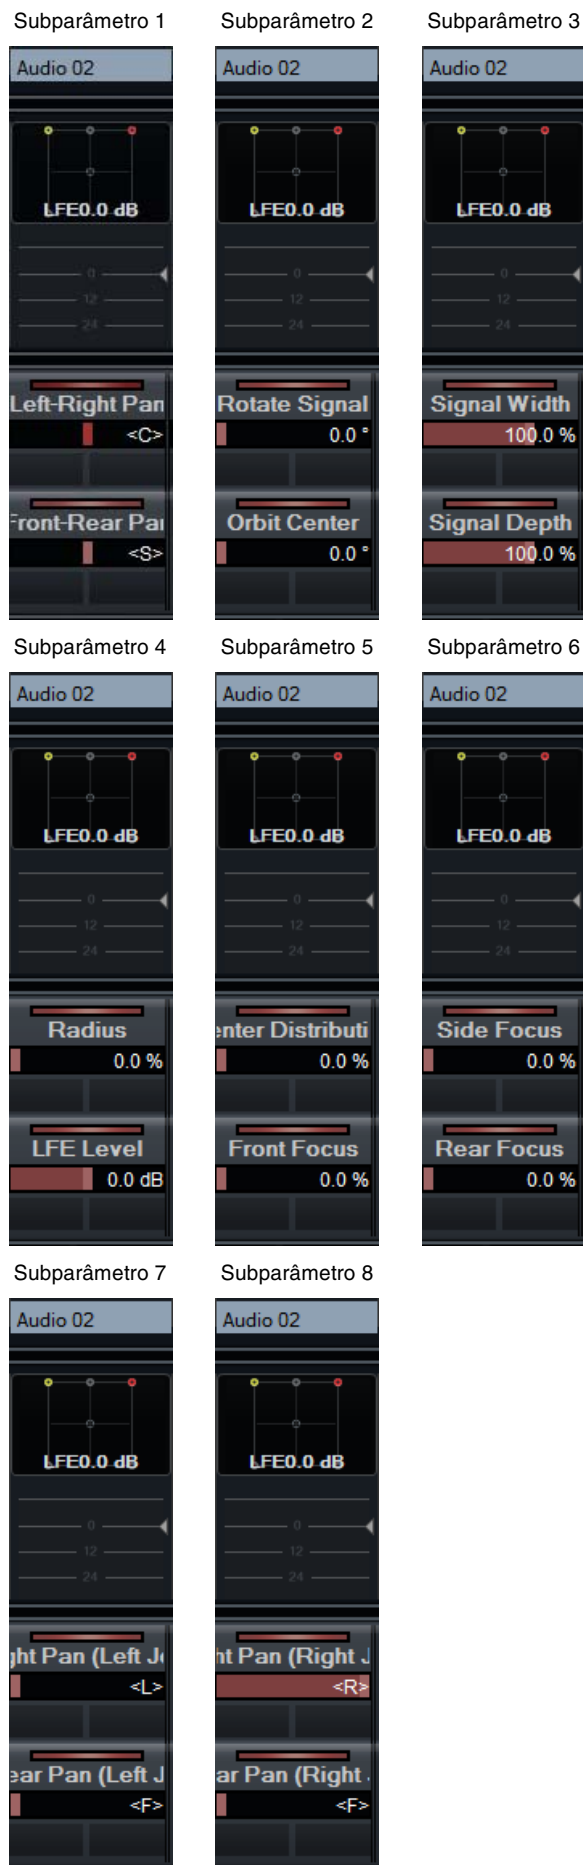 Subparâmetro 1 Subparâmetro 2 Subparâmetro 3
Audio 02 Audio 02 Audio 02
LFE0.0 dB LFE0.0 dB LFE0.0 dB
0 0 0
12 12 12
24 24 24
Left-Right Pan Rotate Signal Signal Width
<C> 0.0 ° 100.0 %
Front-Rear Pan Orbit Center Signal Depth
<S> 0.0 ° 100.0 %
Subparâmetro 4 Subparâmetro 5 Subparâmetro 6
Audio 02 Audio 02 Audio 02
LFE0.0 dB LFE0.0 dB LFE0.0 dB
0 0 0
12 12 12
24 24 24
Radius enter Distributi Side Focus
0.0 % 0.0 % 0.0 %
LFE Level Front Focus Rear Focus
0.0 dB 0.0 % 0.0 %
Subparâmetro 7 Subparâmetro 8
Audio 02 Audio 02
LFE0.0 dB LFE0.0 dB
0 0
12 12
24 24
ght Pan (Left Jo ht Pan (Right J
<L> <R>
ear Pan (Left J ar Pan (Right
<F> <F>